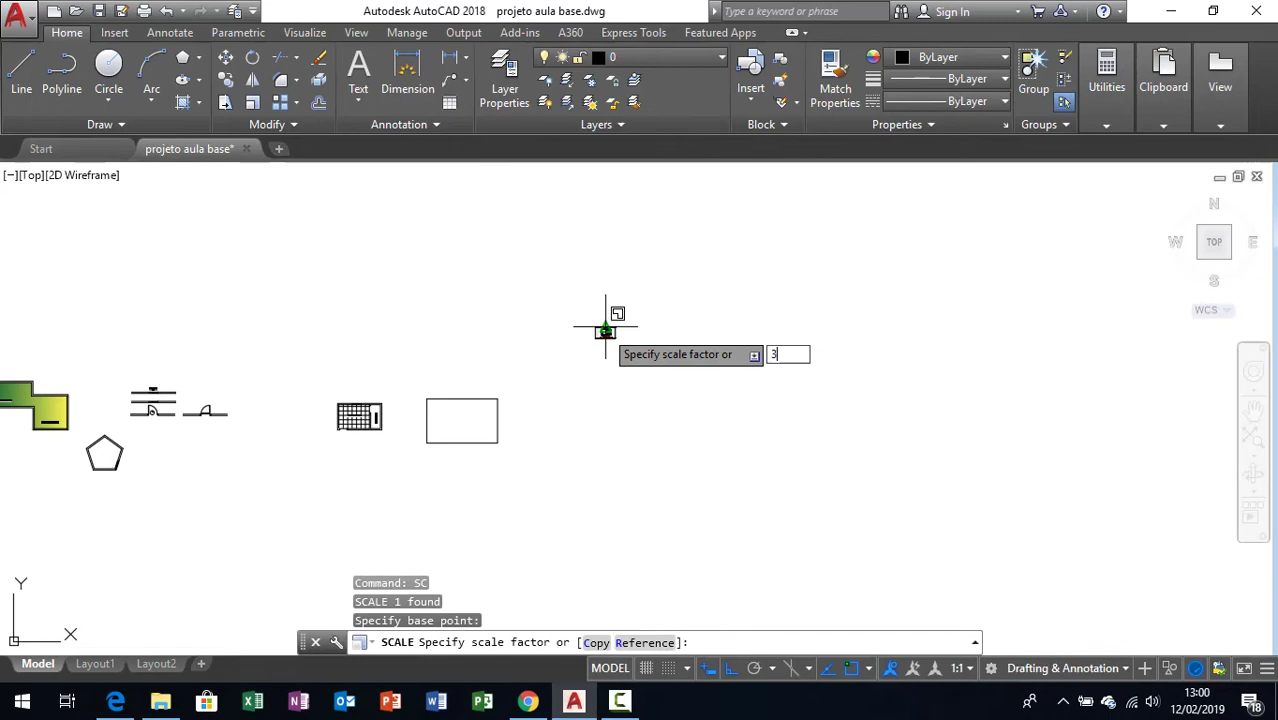 Autodesk AutoCAD 2018 projeto aula base.dwg
Type a keyword or phrase
Sign In
Home Insert Annotate Parametric Visualize View Manage Output Add-ins A360 Express Tools Featured Apps
Line Polyline Circle Arc
Text Dimension
Layer Properties
0
Insert
Match Properties
ByLayer
ByLayer
ByLayer
Group
Utilities
Clipboard
View
Draw Modify Annotation Layers Block Properties Groups
Start projeto aula base*
[−][Top][2D Wireframe]
N
W TOP E
S
WCS
Specify scale factor or 3
Y
X
Command: SC
SCALE 1 found
Specify base point:
SCALE Specify scale factor or [Copy Reference]:
Model Layout1 Layout2
MODEL 1:1 Drafting & Annotation
13:00
12/02/2019
18